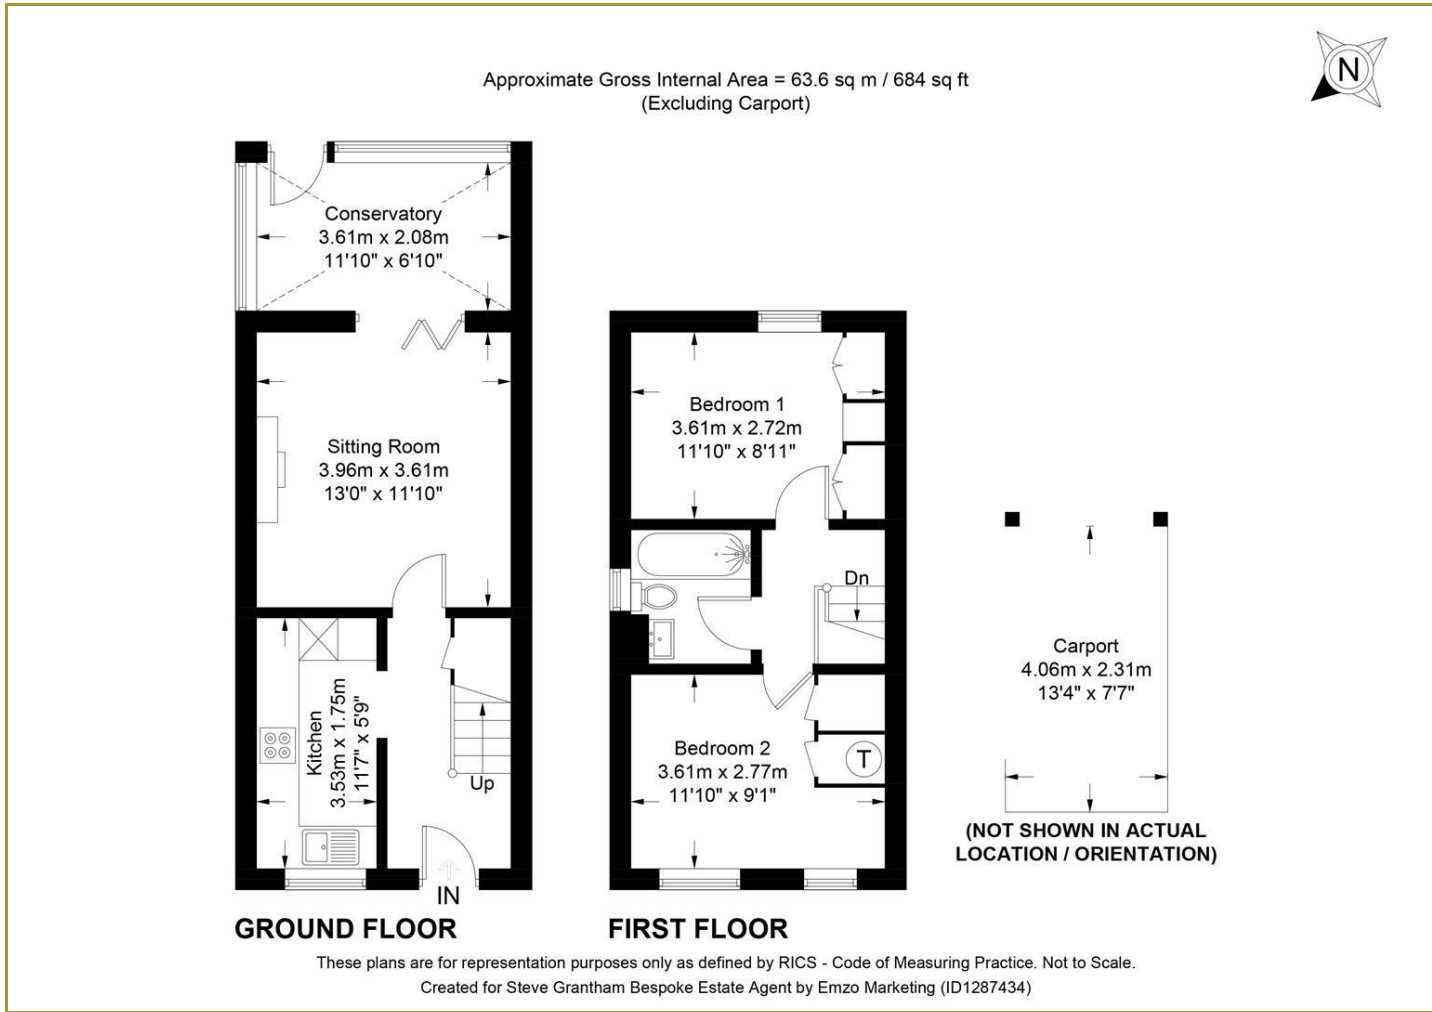 Approximate Gross Internal Area = 63.6 sq m / 684 sq ft
(Excluding Carport)
N
Conservatory
3.61m x 2.08m
11'10" x 6'10"
Sitting Room
3.96m x 3.61m
13'0" x 11'10"
Kitchen
3.53m x 1.75m
11'7" x 5'9"
Up
IN
GROUND FLOOR
Bedroom 1
3.61m x 2.72m
11'10" x 8'11"
Dn
Bedroom 2
3.61m x 2.77m
11'10" x 9'1"
T
FIRST FLOOR
Carport
4.06m x 2.31m
13'4" x 7'7"
(NOT SHOWN IN ACTUAL
LOCATION / ORIENTATION)
These plans are for representation purposes only as defined by RICS - Code of Measuring Practice. Not to Scale.
Created for Steve Grantham Bespoke Estate Agent by Emzo Marketing (ID1287434)